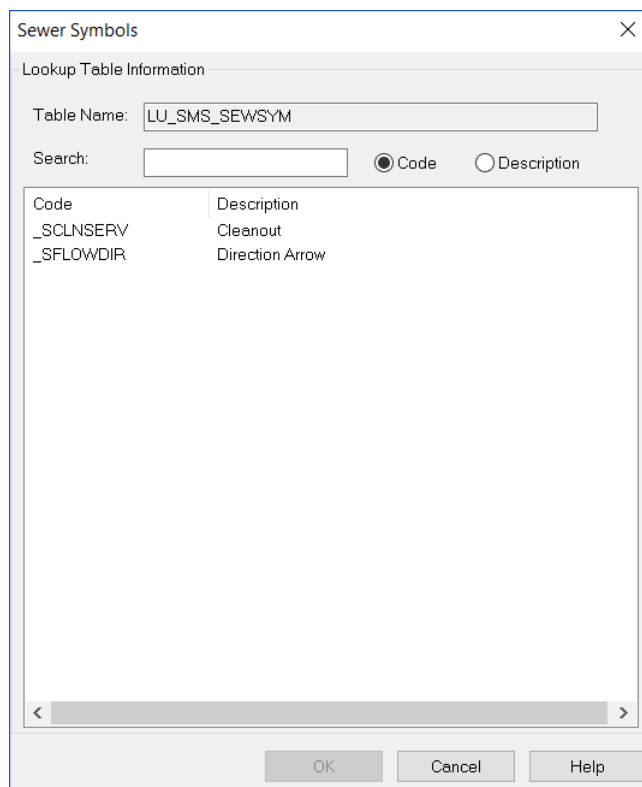 Sewer Symbols
Lookup Table Information
Table Name: LU_SMS_SEWSYM
Search: Code Description
Code Description
_SCLNSERV Cleanout
_SFLOWDIR Direction Arrow
OK Cancel Help